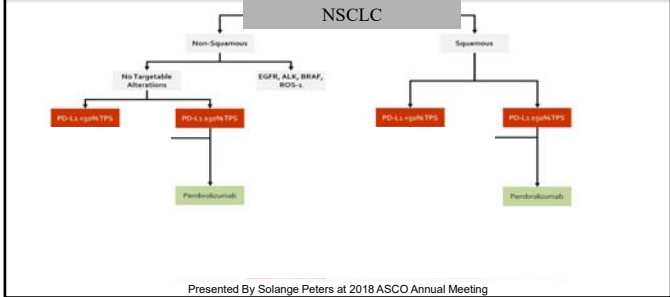 NSCLC
Non-Squamous
Squamous
No Targetable
Alterations
EGFR, ALK, BRAF,
ROS-1
PD-L1 <50% TPS
PD-L1 ≥50% TPS
PD-L1 <50% TPS
PD-L1 ≥50% TPS
Pembrolizumab
Pembrolizumab
Presented By Solange Peters at 2018 ASCO Annual Meeting